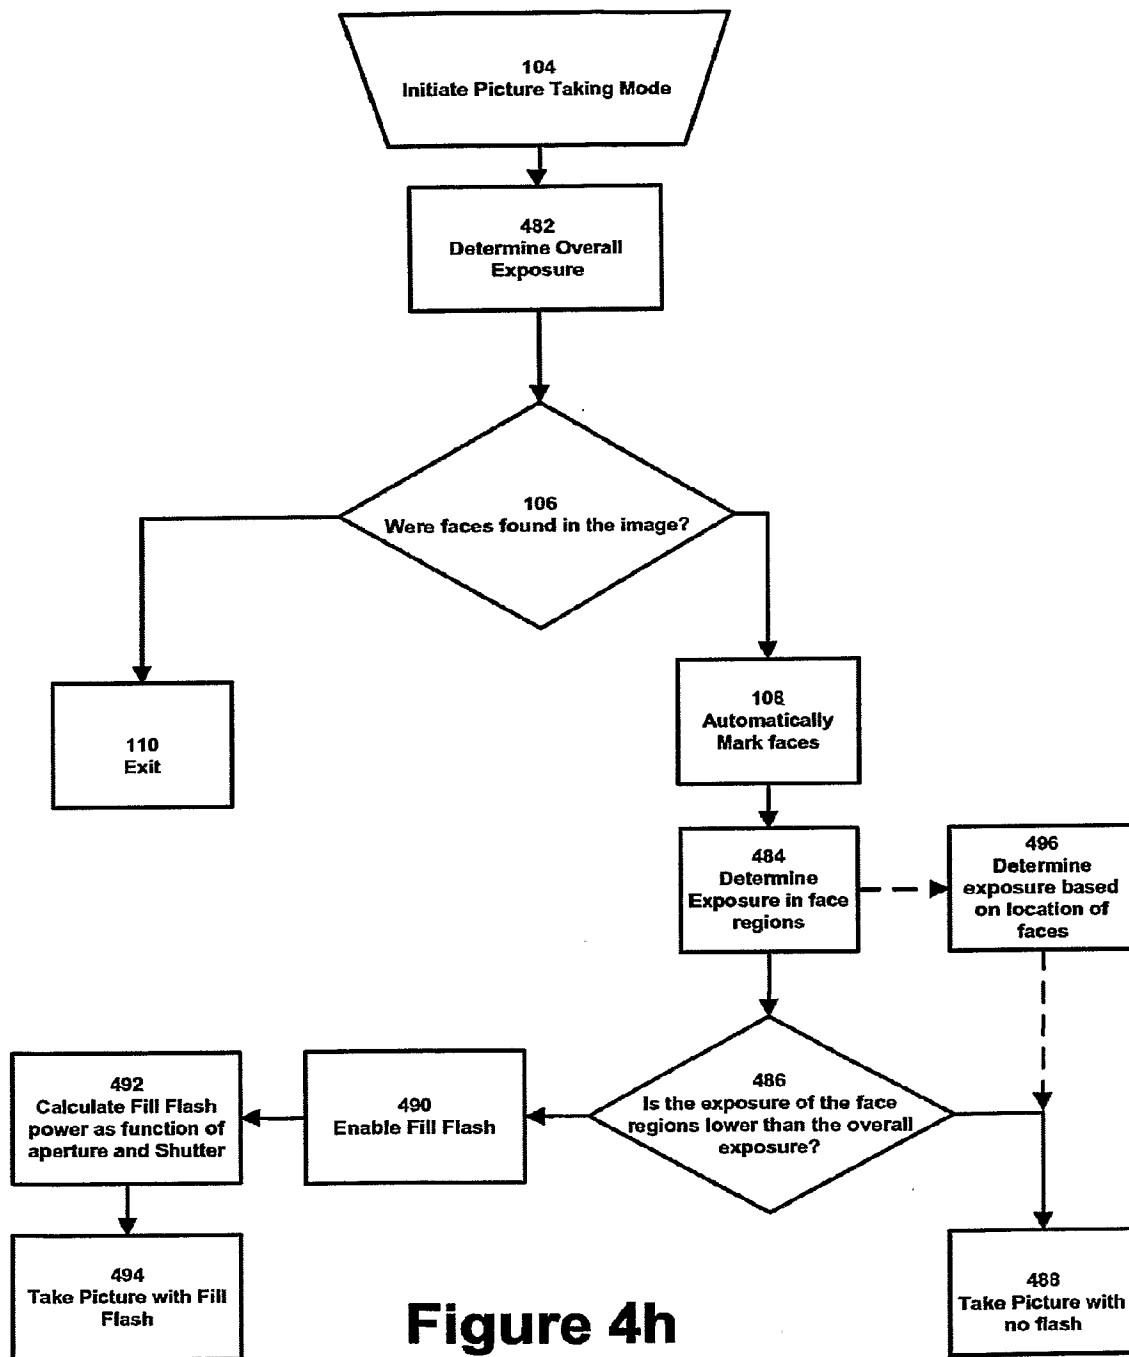 104
Initiate Picture Taking Mode
482
Determine Overall
Exposure
106
Were faces found in the image?
108
Automatically
Mark faces
110
Exit
484
Determine
Exposure in face
regions
496
Determine
exposure based
on location of
faces
486
Is the exposure of the face
regions lower than the overall
exposure?
490
Enable Fill Flash
492
Calculate Fill Flash
power as function of
aperture and Shutter
494
Take Picture with Fill
Flash
488
Take Picture with
no flash
Figure 4h